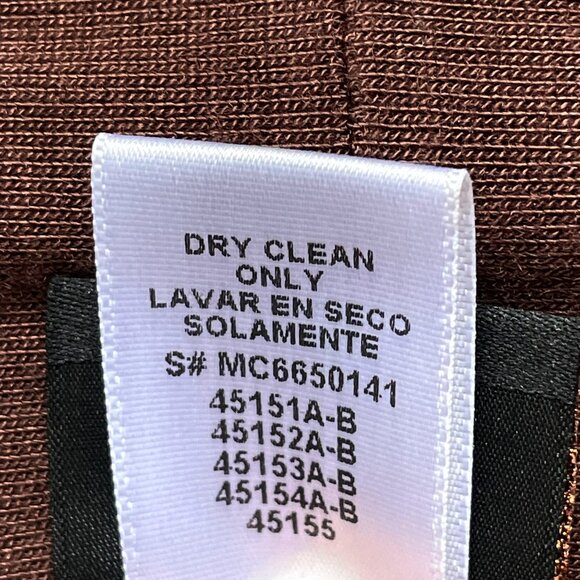 DRY CLEAN
ONLY
LAVAR EN SECO
SOLAMENTE
S# MC6650141
45151A-B
45152A-B
45153A-B
45154A-B
45155